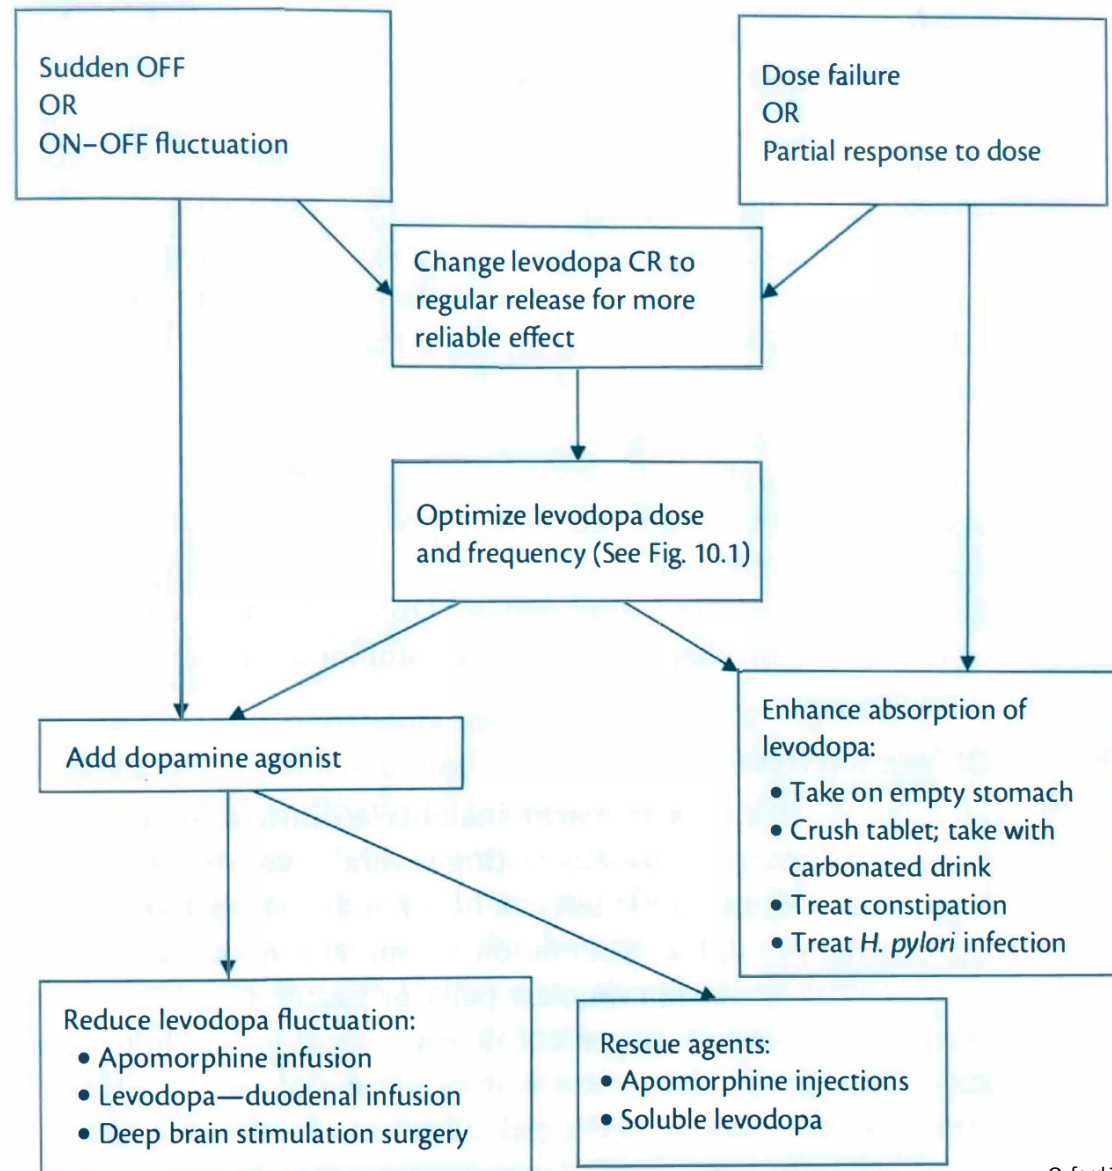 Sudden OFF
OR
ON–OFF fluctuation
Dose failure
OR
Partial response to dose
Change levodopa CR to
regular release for more
reliable effect
Optimize levodopa dose
and frequency (See Fig. 10.1)
Add dopamine agonist
Enhance absorption of
levodopa:
• Take on empty stomach
• Crush tablet; take with
carbonated drink
• Treat constipation
• Treat H. pylori infection
Reduce levodopa fluctuation:
• Apomorphine infusion
• Levodopa—duodenal infusion
• Deep brain stimulation surgery
Rescue agents:
• Apomorphine injections
• Soluble levodopa